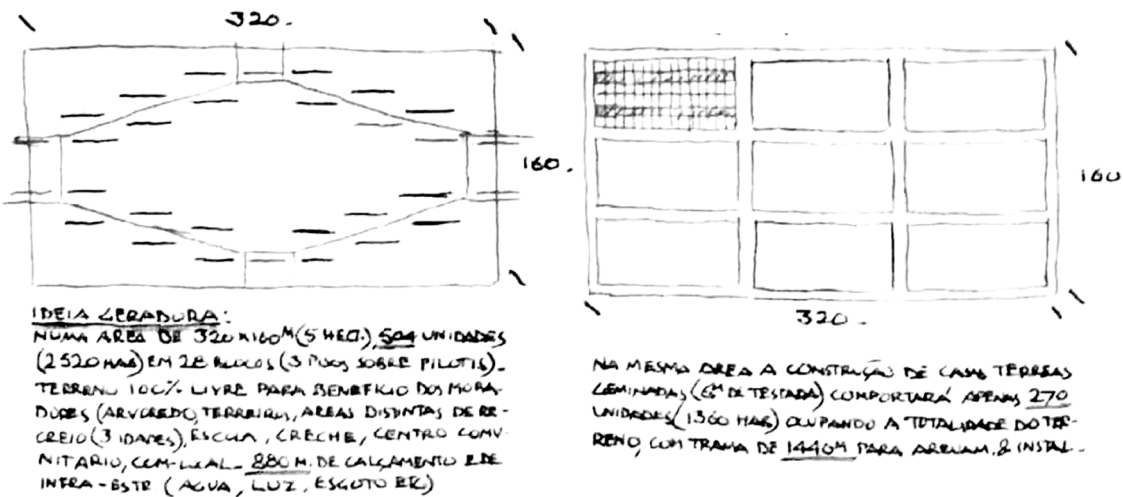 320.
160.
IDEIA GERADORA:
NUMA AREA DE 320 X 160 M (5 HECT.), 504 UNIDADES
(2520 HAB) EM 28 BLOCOS (3 PISOS SOBRE PILOTIS)_
TERRENO 100% LIVRE PARA BENEFICIO DOS MORA-
DORES (ARVOREDO, TERREIROS, AREAS DISTINTAS DE RE-
CREIO (3 IDADES), ESCOLA, CRECHE, CENTRO COMU-
NITARIO, COM-LOCAL_ 880 M. DE CALÇAMENTO E DE
INFRA-ESTR (AGUA, LUZ, ESGOTO ETC)
160
320_
NA MESMA AREA A CONSTRUÇÃO DE CASAS TERREAS
GEMINADAS (6M DE TESTADA) COMPORTARÁ APENAS 270
UNIDADES (1360 HAB) OCUPANDO A TOTALIDADE DO TER-
RENO, COM TRAMA DE 1440M PARA ARRUAM. & INSTAL_